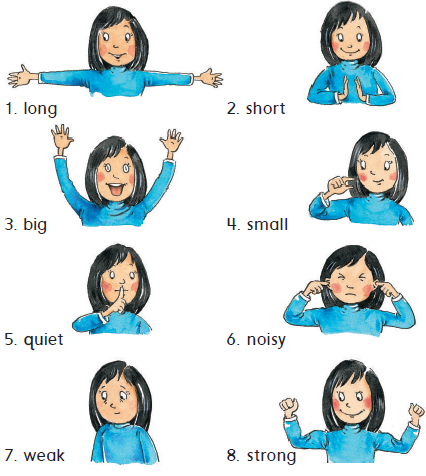 1. long
2. short
3. big
4. small
5. quiet
6. noisy
7. weak
8. strong